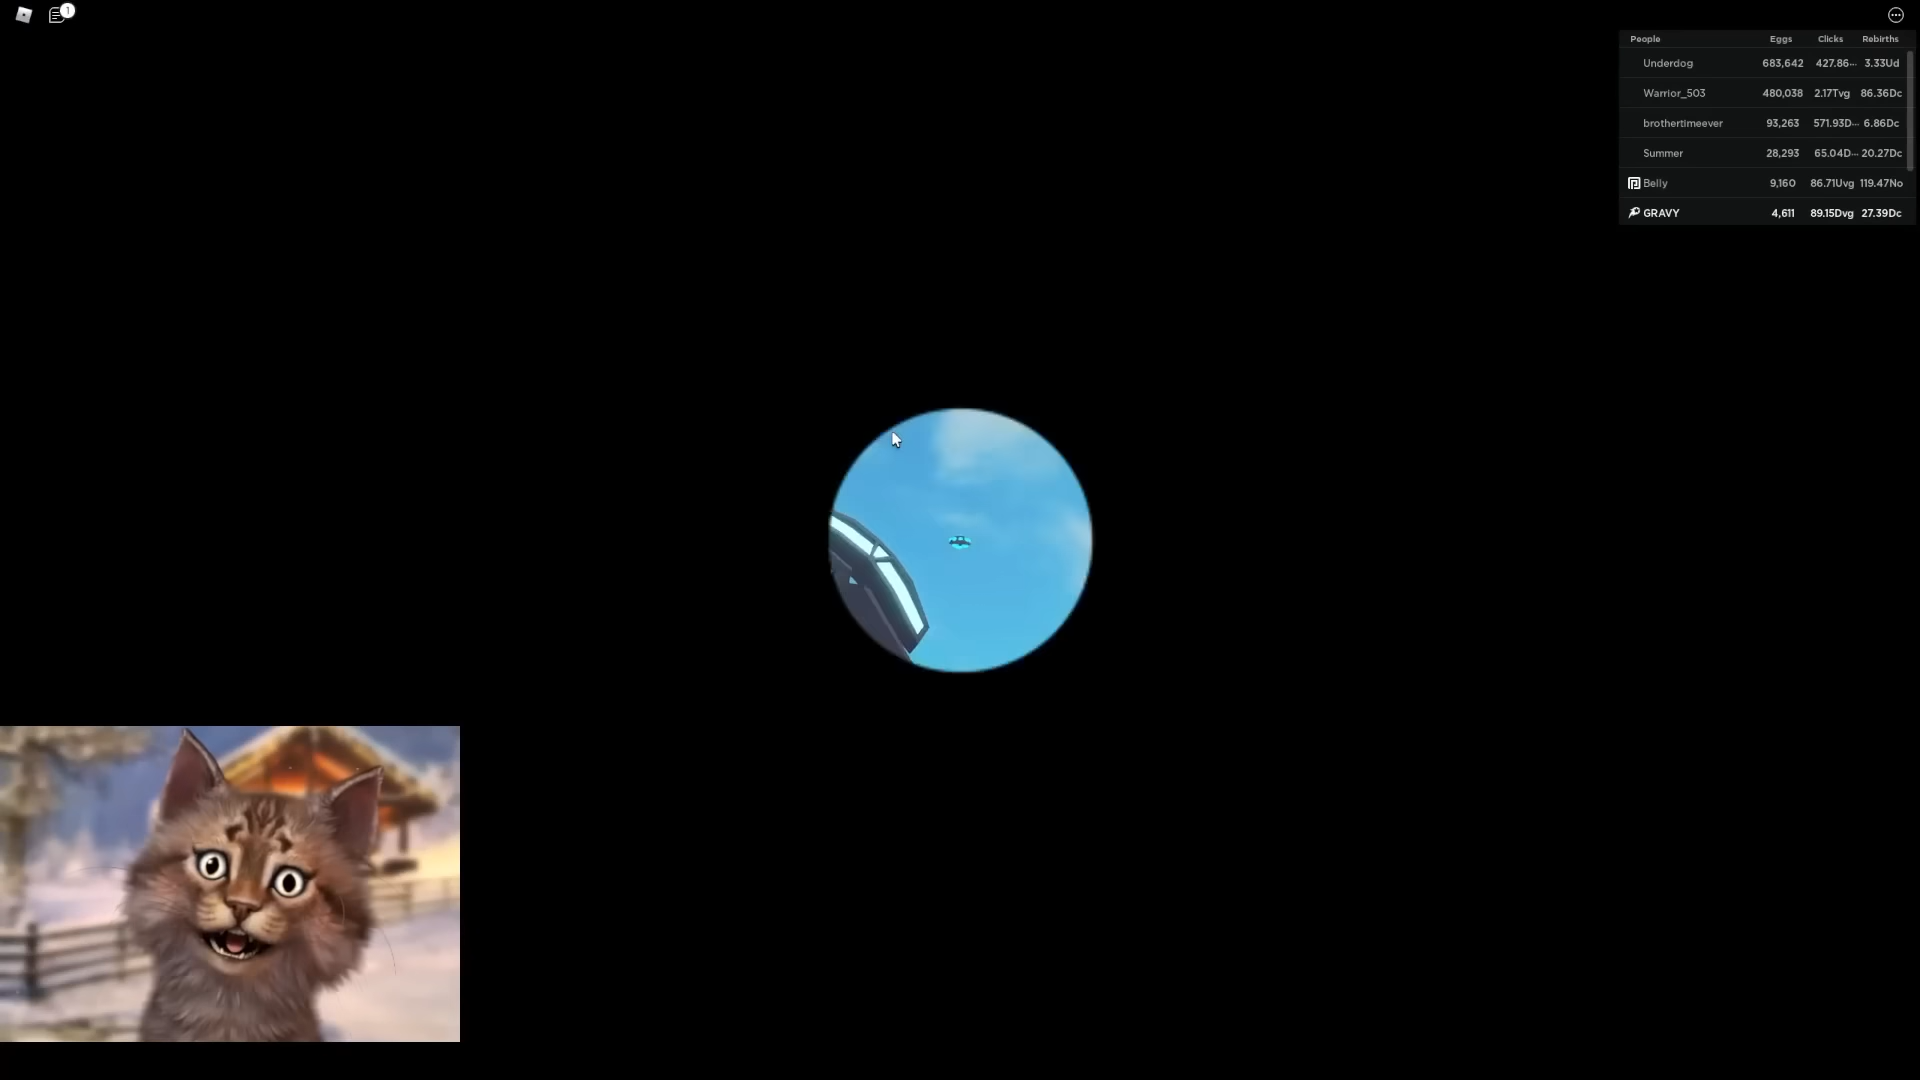 1
People Eggs Clicks Rebirths
Underdog 683,642 427.86... 3.33Ud
Warrior_503 480,038 2.17Tvg 86.36Dc
brothertimeever 93,263 571.93D... 6.86Dc
Summer 28,293 65.04D... 20.27Dc
Belly 9,160 86.71Uvg 119.47No
GRAVY 4,611 89.15Dvg 27.39Dc